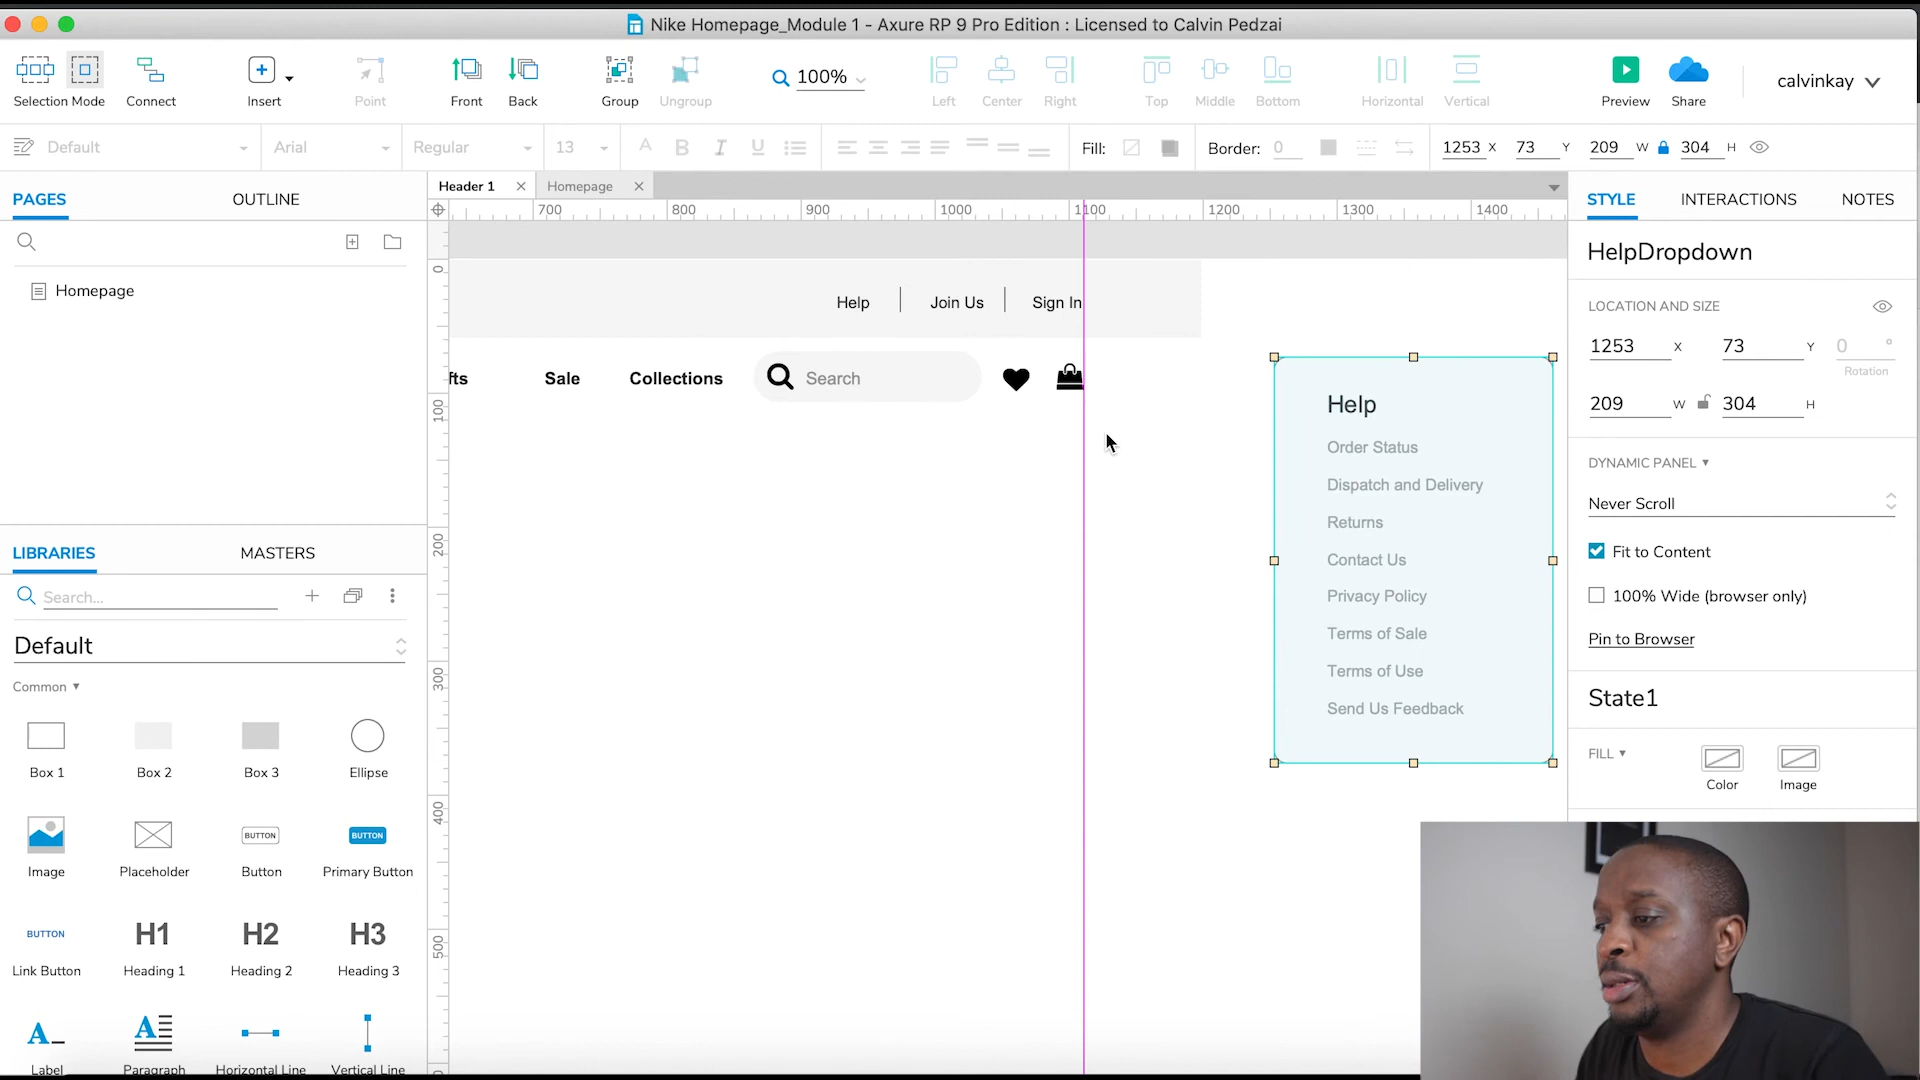 Nike Homepage_Module 1 - Axure RP 9 Pro Edition : Licensed to Calvin Pedzai
Selection Mode
Connect
Insert
Point
Front
Back
Group
Ungroup
100%
Left
Center
Right
Top
Middle
Bottom
Horizontal
Vertical
Preview
Share
calvinkay
Default
Arial
Regular
13
A B I U
Fill:
Border: 0
1253 X 73 Y 209 W 304 H
PAGES
OUTLINE
Homepage
LIBRARIES
MASTERS
Search...
Default
Common
Box 1
Box 2
Box 3
Ellipse
Image
Placeholder
BUTTON
Button
BUTTON
Primary Button
BUTTON
Link Button
H1
Heading 1
H2
Heading 2
H3
Heading 3
A
Label
A
Paragraph
Horizontal Line
Vertical Line
Header 1
Homepage
700 800 900 1000 1100 1200 1300 1400
0
100
200
300
400
500
Help
Join Us
Sign In
fts
Sale
Collections
Search
Help
Order Status
Dispatch and Delivery
Returns
Contact Us
Privacy Policy
Terms of Sale
Terms of Use
Send Us Feedback
STYLE
INTERACTIONS
NOTES
HelpDropdown
LOCATION AND SIZE
1253 X 73 Y 0 °
Rotation
209 W 304 H
DYNAMIC PANEL
Never Scroll
Fit to Content
100% Wide (browser only)
Pin to Browser
State1
FILL
Color
Image